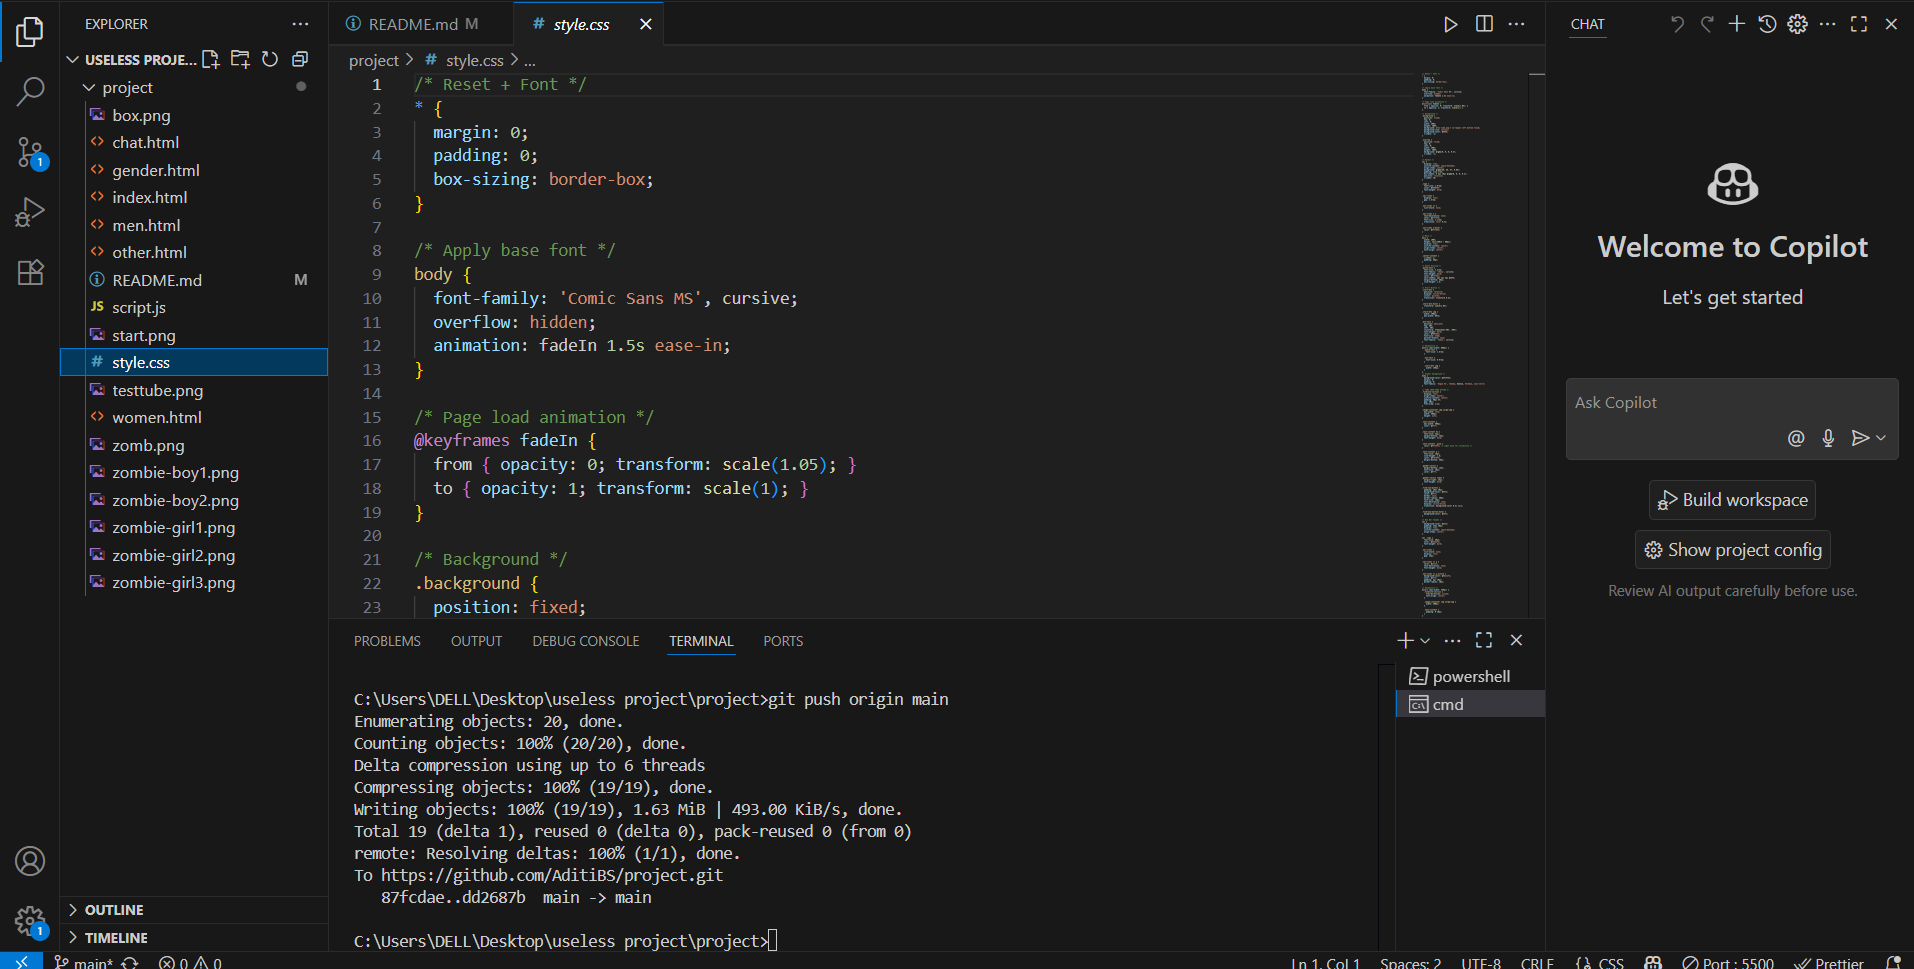 EXPLORER
USELESS PROJE...
project
box.png
chat.html
gender.html
index.html
men.html
other.html
README.md M
script.js
start.png
style.css
testtube.png
women.html
zomb.png
zombie-boy1.png
zombie-boy2.png
zombie-girl1.png
zombie-girl2.png
zombie-girl3.png
OUTLINE
TIMELINE
1
1
README.md M
style.css
project > style.css > ...
1 /* Reset + Font */
2 * {
3 margin: 0;
4 padding: 0;
5 box-sizing: border-box;
6 }
7
8 /* Apply base font */
9 body {
10 font-family: 'Comic Sans MS', cursive;
11 overflow: hidden;
12 animation: fadeIn 1.5s ease-in;
13 }
14
15 /* Page load animation */
16 @keyframes fadeIn {
17 from { opacity: 0; transform: scale(1.05); }
18 to { opacity: 1; transform: scale(1); }
19 }
20
21 /* Background */
22 .background {
23 position: fixed;
PROBLEMS OUTPUT DEBUG CONSOLE TERMINAL PORTS
C:\Users\DELL\Desktop\useless project\project>git push origin main
Enumerating objects: 20, done.
Counting objects: 100% (20/20), done.
Delta compression using up to 6 threads
Compressing objects: 100% (19/19), done.
Writing objects: 100% (19/19), 1.63 MiB | 493.00 KiB/s, done.
Total 19 (delta 1), reused 0 (delta 0), pack-reused 0 (from 0)
remote: Resolving deltas: 100% (1/1), done.
To https://github.com/AditiBS/project.git
87fcdae..dd2687b main -> main
C:\Users\DELL\Desktop\useless project\project>
powershell
cmd
CHAT
Welcome to Copilot
Let's get started
Ask Copilot
Build workspace
Show project config
Review AI output carefully before use.
main* 0 0 Ln 1, Col 1 Spaces: 2 UTF-8 CRLF {} CSS Port : 5500 Prettier